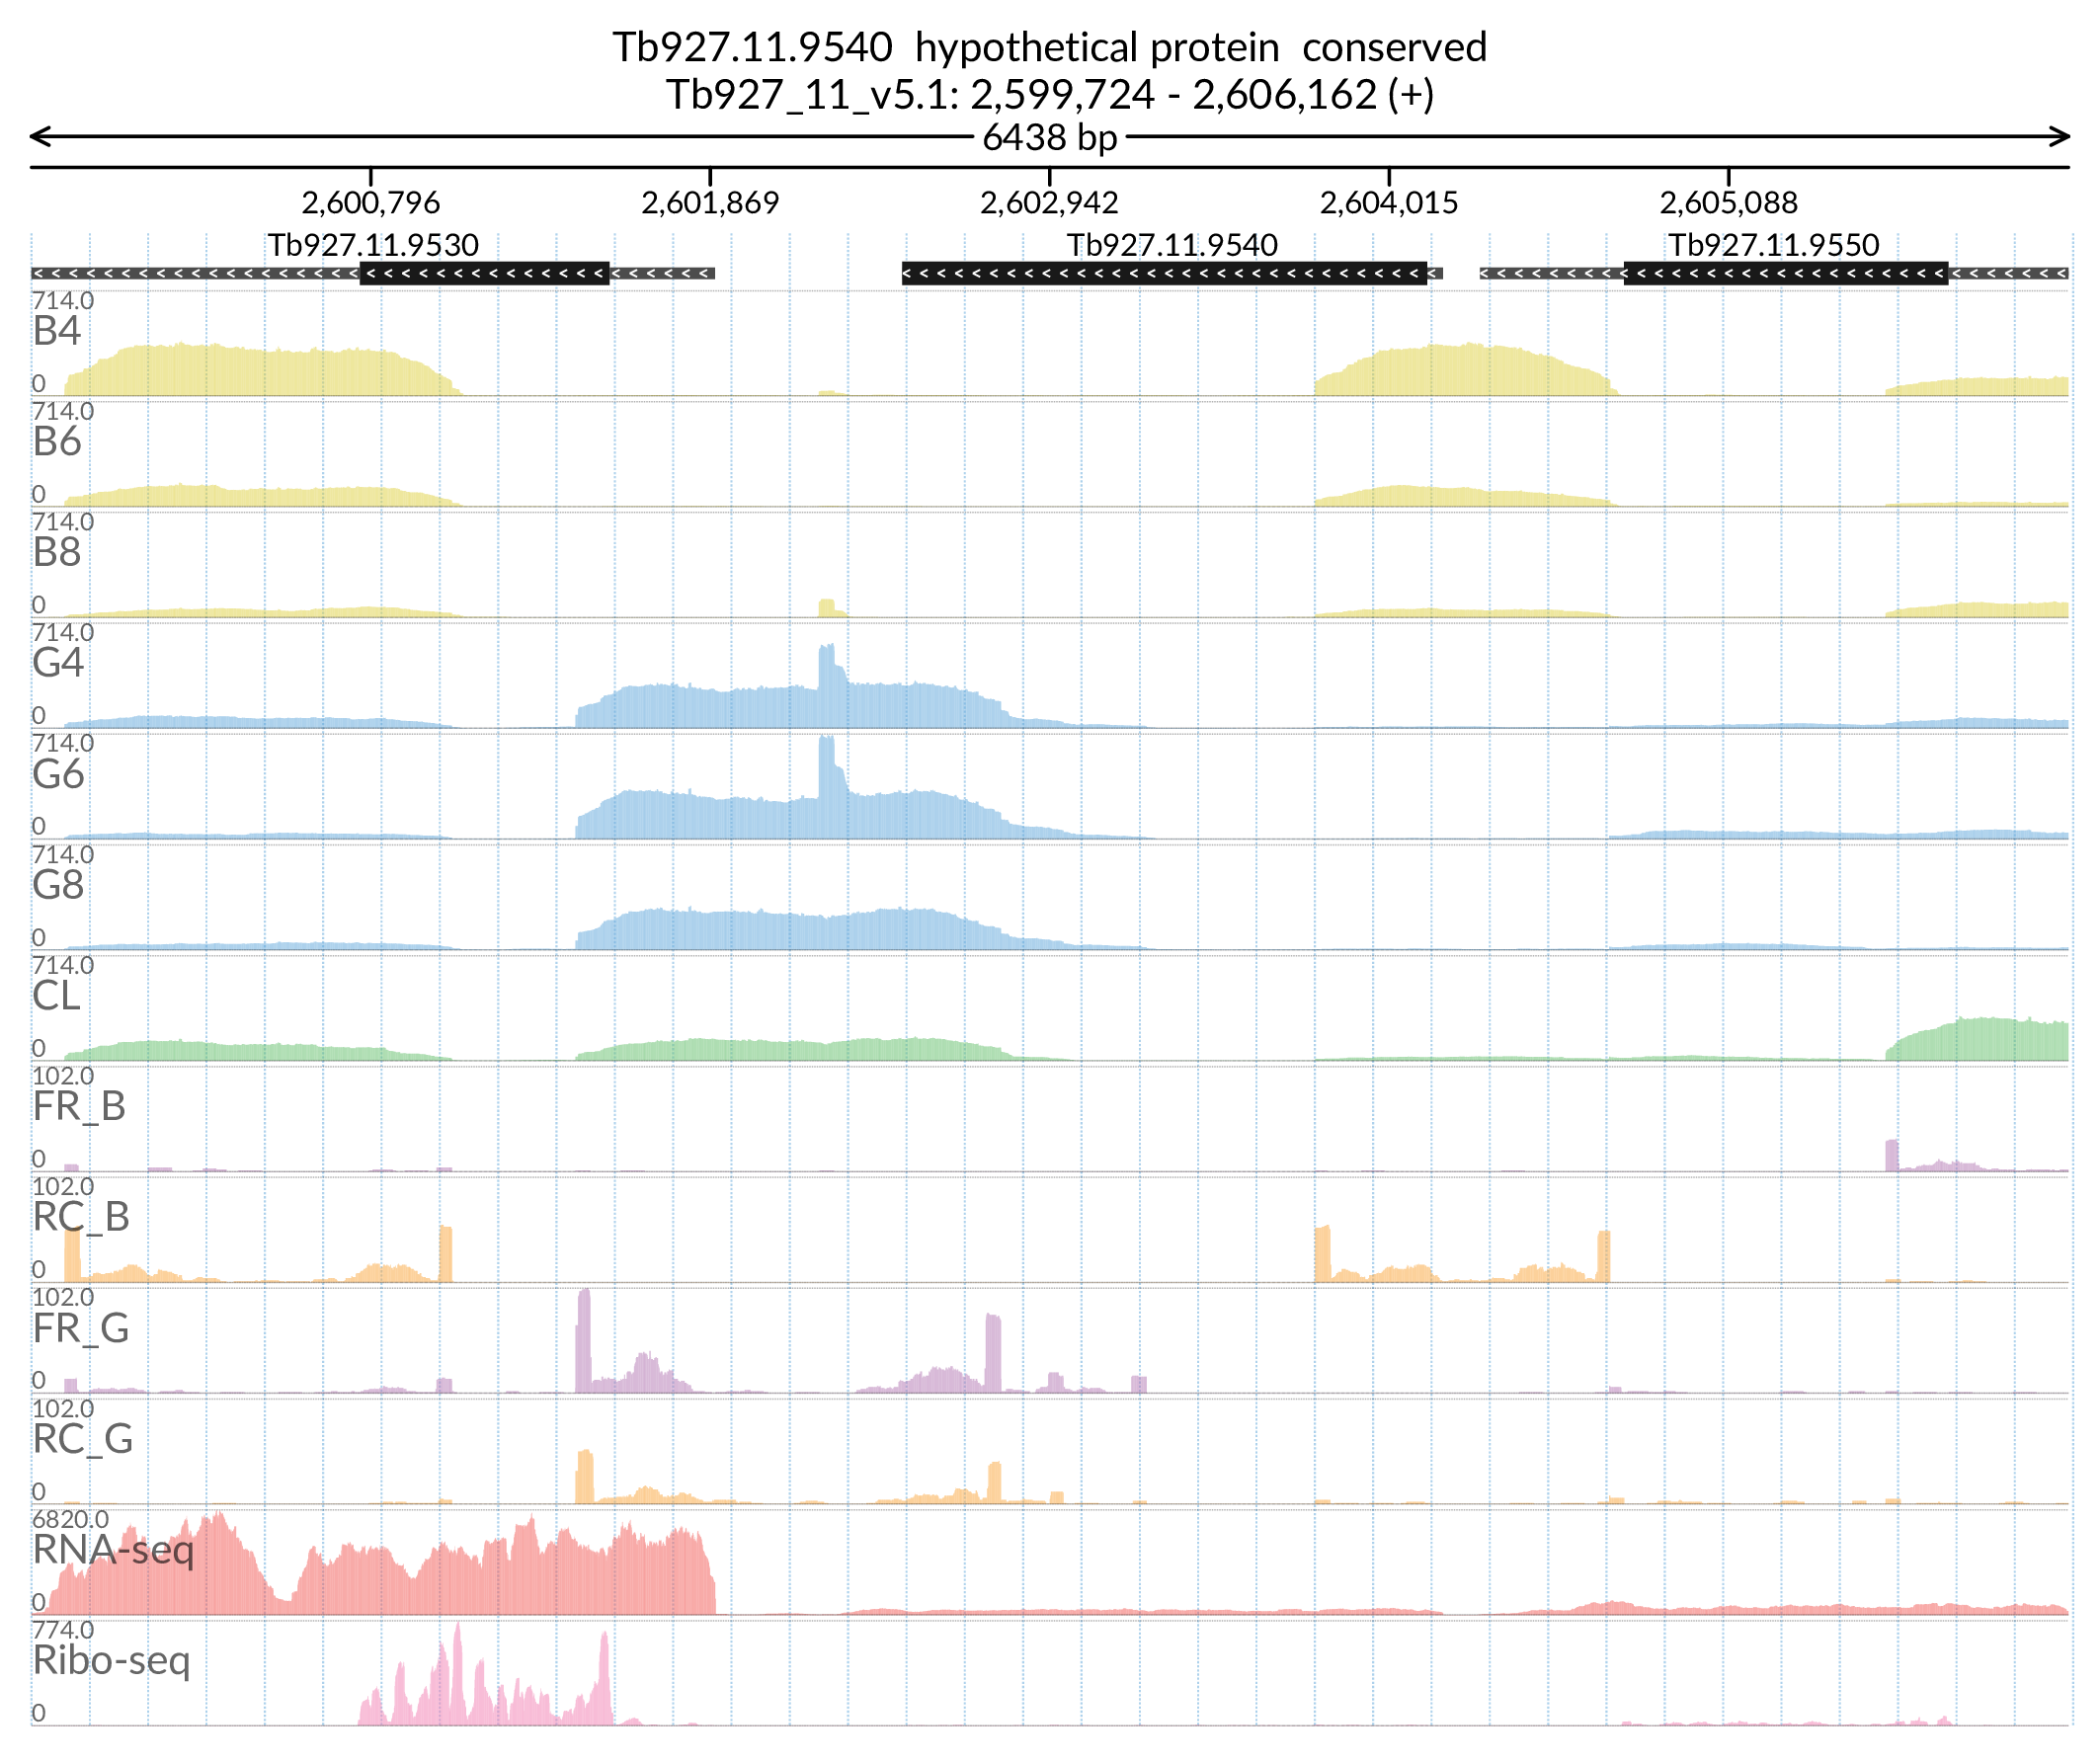 Tb927.11.9540  hypothetical protein  conserved
Tb927_11_v5.1: 2,599,724 - 2,606,162 (+)
6438 bp
2,600,796 2,601,869 2,602,942 2,604,015 2,605,088
Tb927.11.9530 Tb927.11.9540 Tb927.11.9550
714.0
B4
0
714.0
B6
0
714.0
B8
0
714.0
G4
0
714.0
G6
0
714.0
G8
0
714.0
CL
0
102.0
FR_B
0
102.0
RC_B
0
102.0
FR_G
0
102.0
RC_G
0
6820.0
RNA-seq
0
774.0
Ribo-seq
0